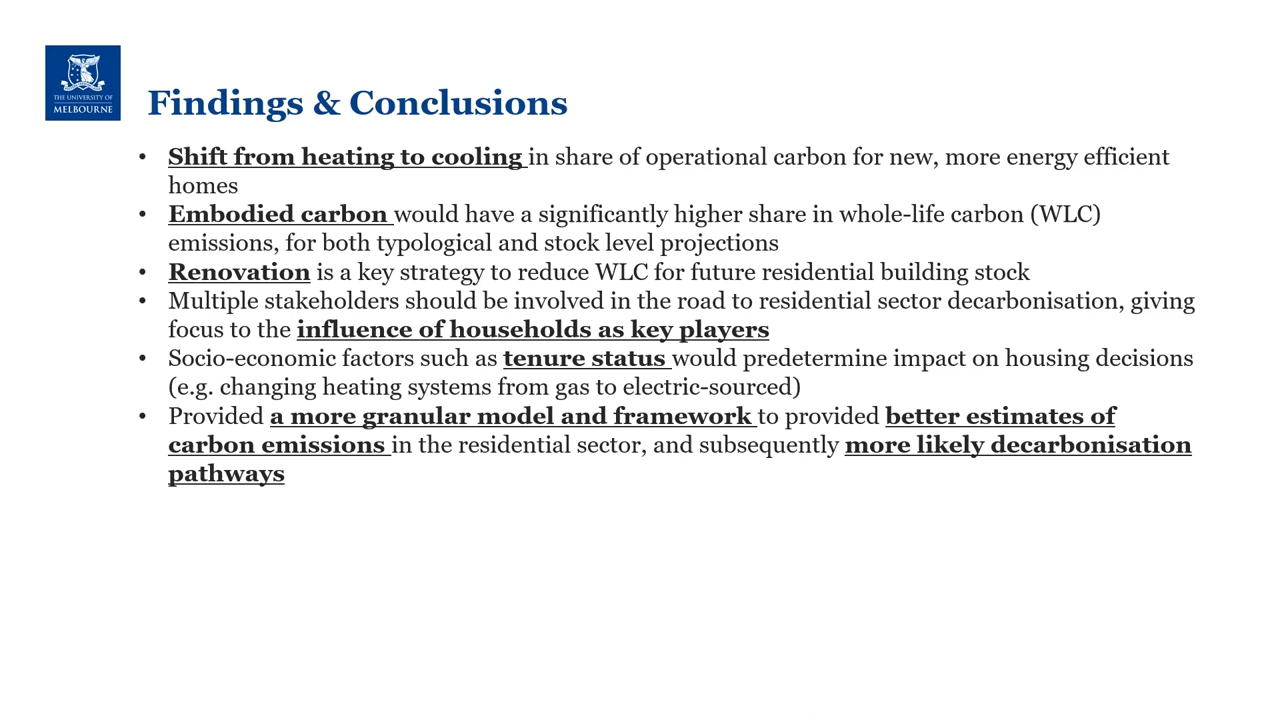 THE UNIVERSITY OF
MELBOURNE
Findings & Conclusions
• Shift from heating to cooling in share of operational carbon for new, more energy efficient
homes
• Embodied carbon would have a significantly higher share in whole-life carbon (WLC)
emissions, for both typological and stock level projections
• Renovation is a key strategy to reduce WLC for future residential building stock
• Multiple stakeholders should be involved in the road to residential sector decarbonisation, giving
focus to the influence of households as key players
• Socio-economic factors such as tenure status would predetermine impact on housing decisions
(e.g. changing heating systems from gas to electric-sourced)
• Provided a more granular model and framework to provided better estimates of
carbon emissions in the residential sector, and subsequently more likely decarbonisation
pathways